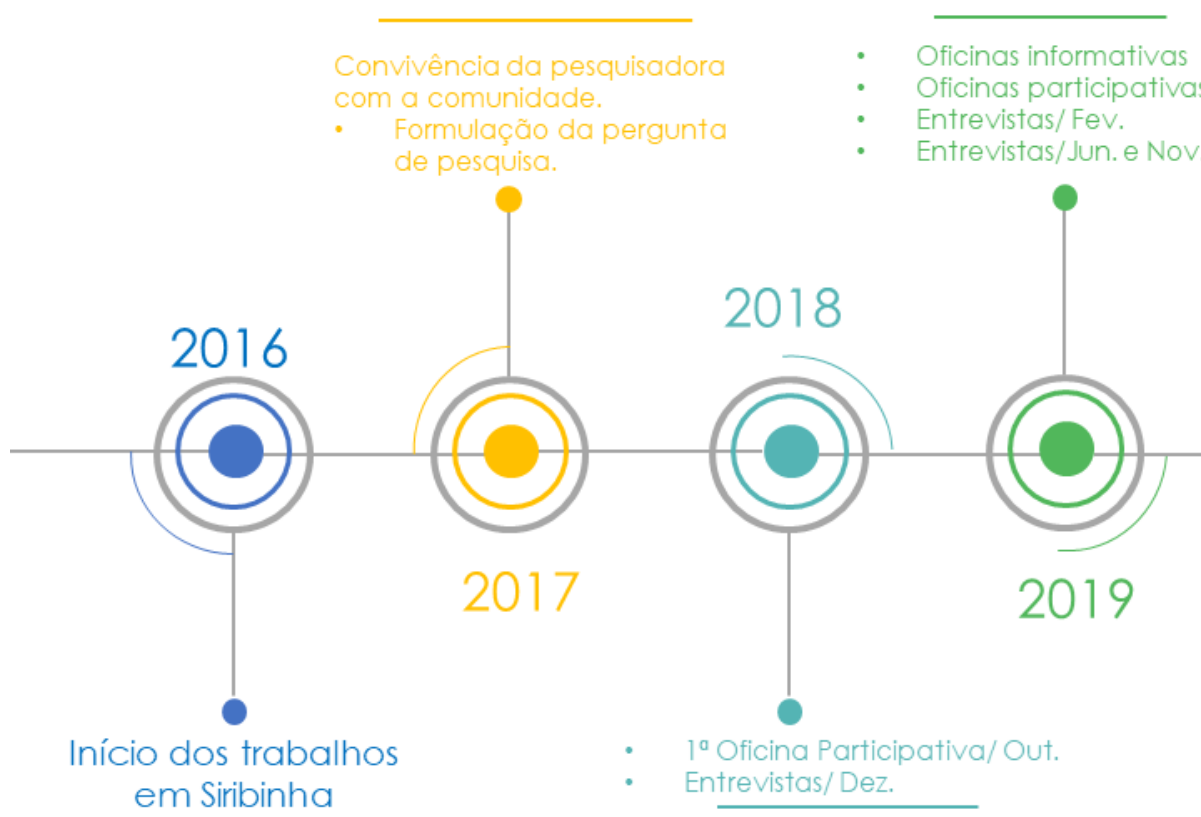 Convivência da pesquisadora
com a comunidade.
• Formulação da pergunta
de pesquisa.
• Oficinas informativas
• Oficinas participativas
• Entrevistas/ Fev.
• Entrevistas/Jun. e Nov
2016
2018
2017
2019
Início dos trabalhos
em Siribinha
• 1ª Oficina Participativa/ Out.
• Entrevistas/ Dez.